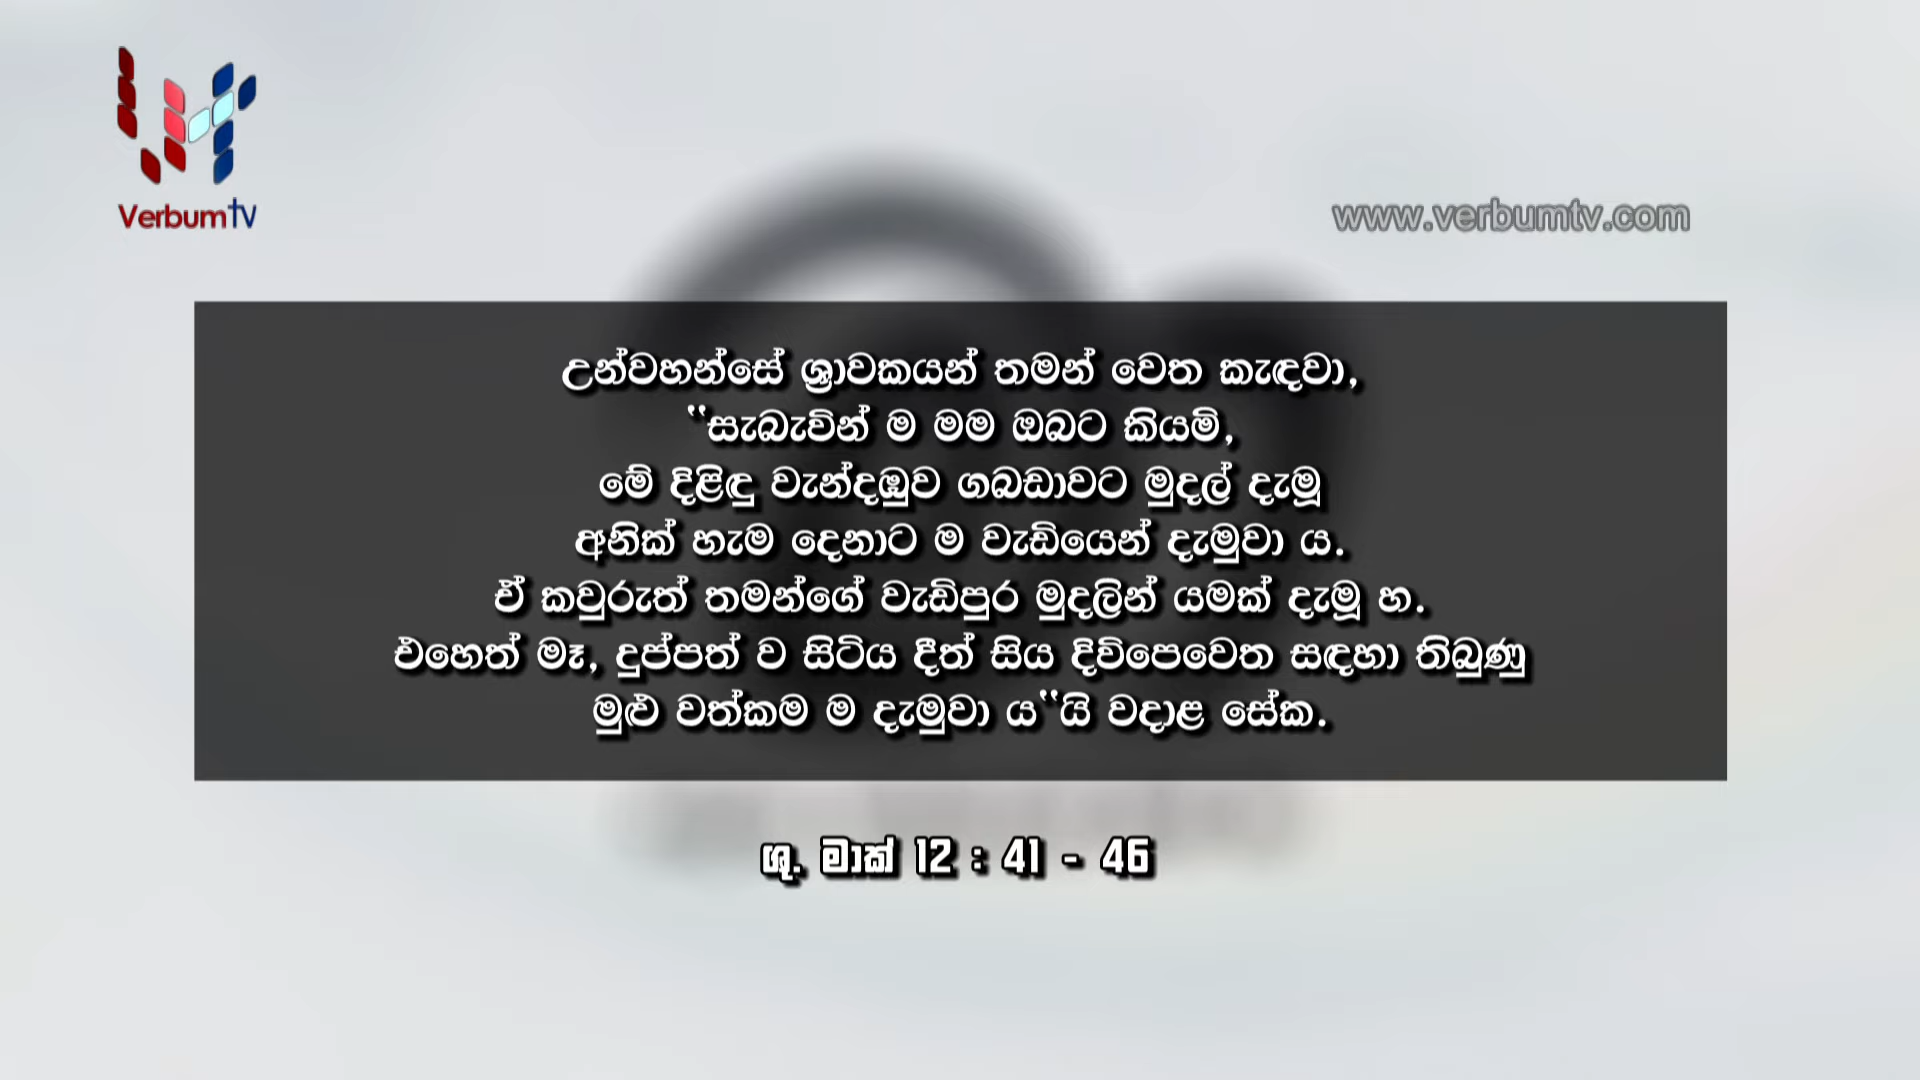 VerbumTV
www.verbumtv.com
උන්වහන්සේ ශ්‍රාවකයන් තමන් වෙත කැඳවා,
“සැබැවින් ම මම ඔබට කියමි,
මේ දිළිඳු වැන්දඹුව ගබඩාවට මුදල් දැමූ
අනික් හැම දෙනාට ම වැඩියෙන් දැමුවා ය.
ඒ කවුරුත් තමන්ගේ වැඩිපුර මුදලින් යමක් දැමූ හ.
එහෙත් මෑ, දුප්පත් ව සිටිය දීත් සිය දිවිපෙවෙත සඳහා තිබුණු
මුළු වත්කම ම දැමුවා ය“යි වදාළ සේක.
ශු. මාක් 12 : 41 - 46